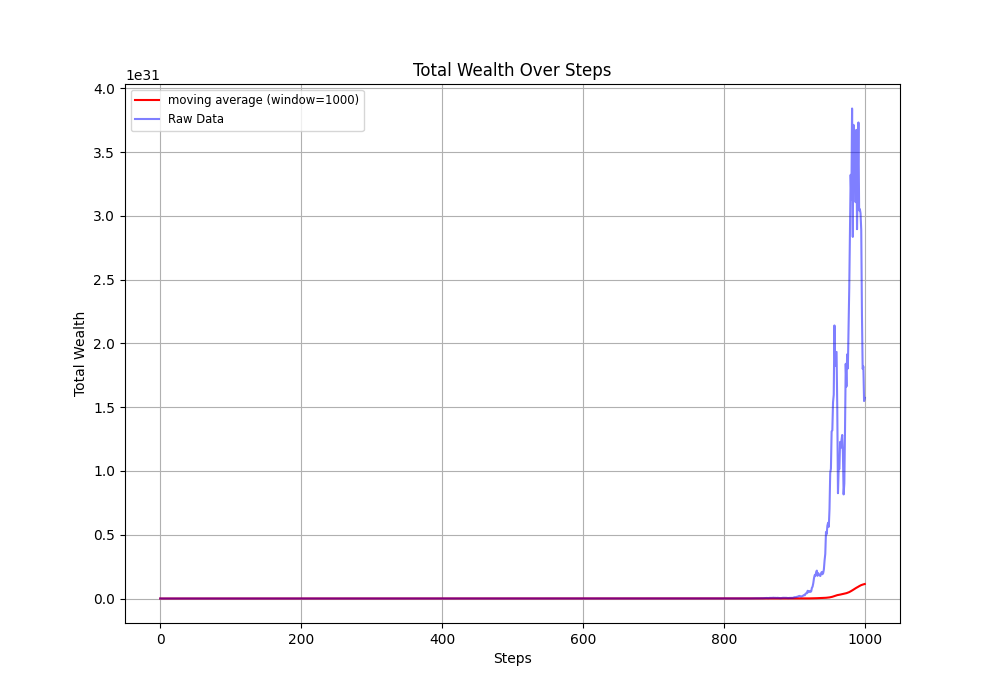 Total Wealth Over Steps
1e31
moving average (window=1000)
Raw Data
4.0
3.5
3.0
2.5
2.0
1.5
1.0
0.5
0.0
Total Wealth
0 200 400 600 800 1000
Steps